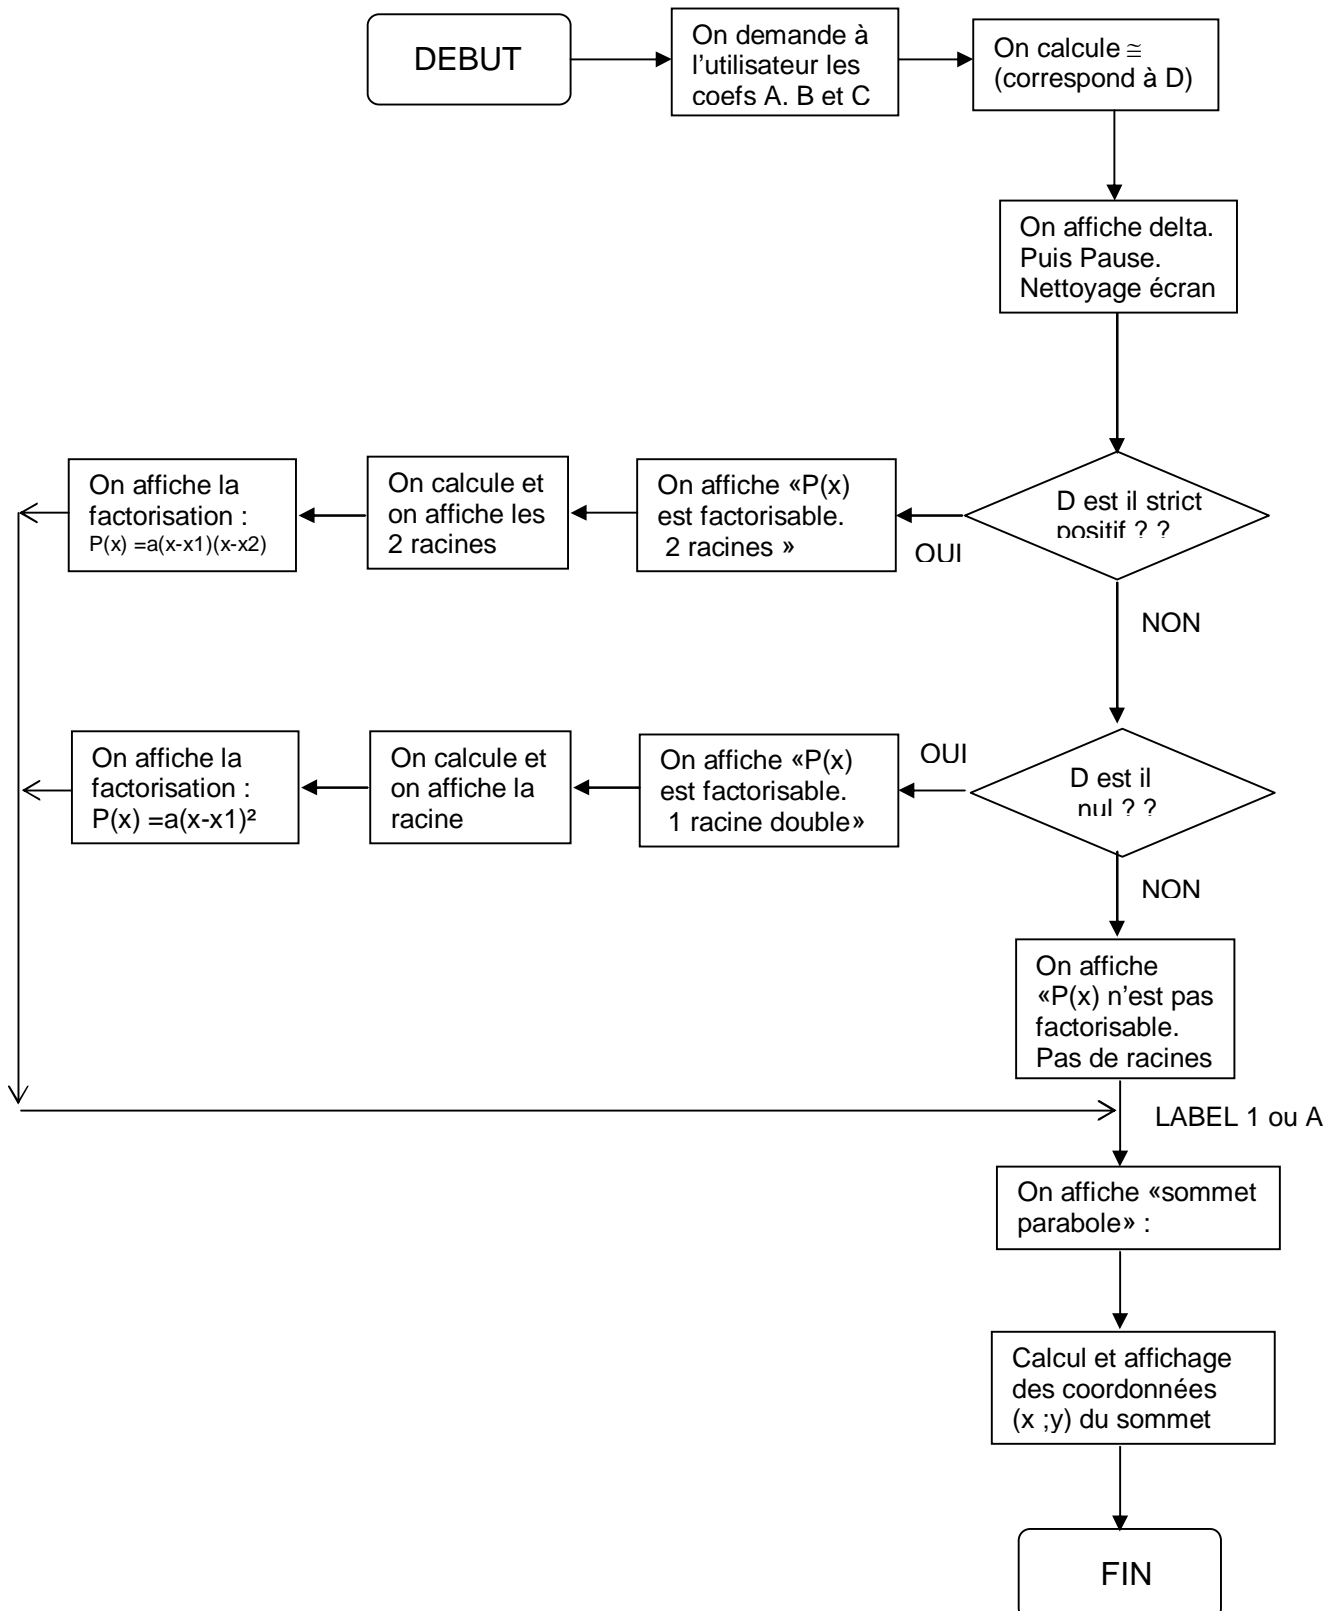 DEBUT
On demande à
l’utilisateur les
coefs A. B et C
On calcule ≅
(correspond à D)
On affiche delta.
Puis Pause.
Nettoyage écran
D est il strict
positif ? ?
OUI
On affiche «P(x)
est factorisable.
2 racines »
On calcule et
on affiche les
2 racines
On affiche la
factorisation :
P(x) =a(x-x1)(x-x2)
NON
D est il
nul ? ?
OUI
On affiche «P(x)
est factorisable.
1 racine double»
On calcule et
on affiche la
racine
On affiche la
factorisation :
P(x) =a(x-x1)²
NON
On affiche
«P(x) n’est pas
factorisable.
Pas de racines
LABEL 1 ou A
On affiche «sommet
parabole» :
Calcul et affichage
des coordonnées
(x ;y) du sommet
FIN